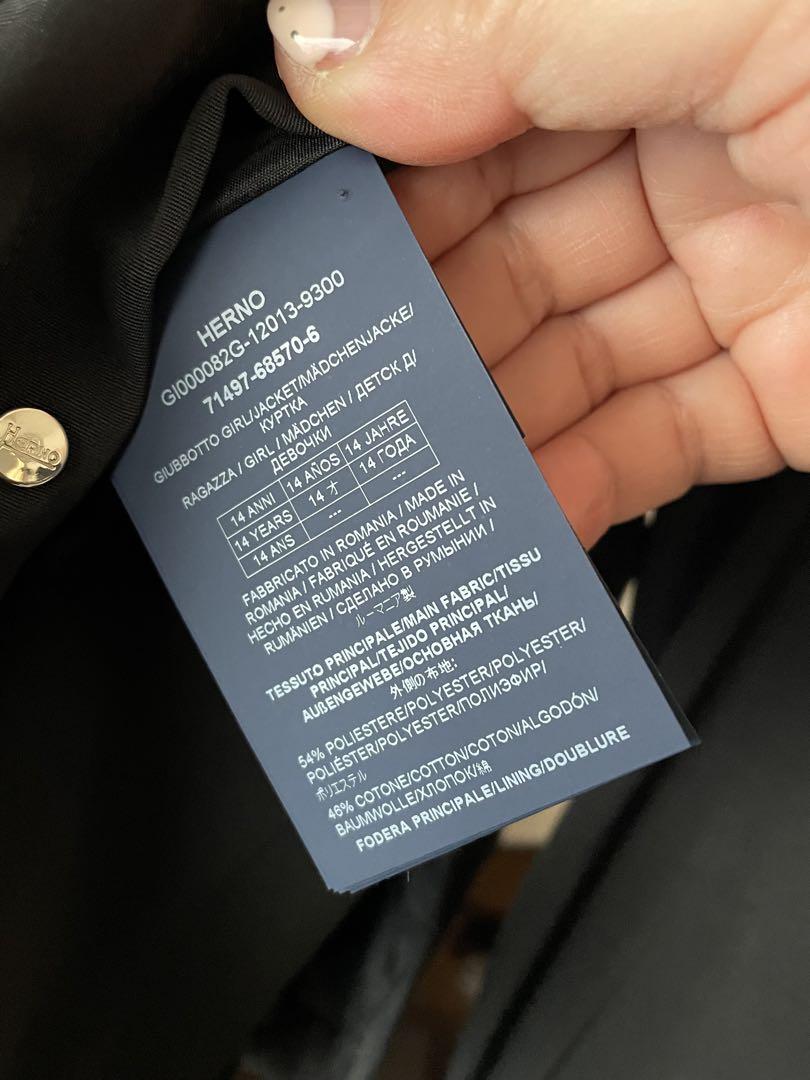 HERNO
GI000082G-12013-9300
71497-68570-6
GIUBBOTTO GIRL/JACKET/MÄDCHENJACKE/
КУРТКА
RAGAZZA / GIRL / MÄDCHEN / ДЕТСК Д/
ДЕВОЧКИ
14 ANNI 14 AÑOS 14 JAHRE
14 YEARS 14 才 14 ГОДА
14 ANS --- ---
FABBRICATO IN ROMANIA / MADE IN
ROMANIA / FABRIQUÉ EN ROUMANIE /
HECHO EN RUMANIA / HERGESTELLT IN
RUMÄNIEN / СДЕЛАНО В РУМЫНИИ /
ルーマニア製
TESSUTO PRINCIPALE/MAIN FABRIC/TISSU
PRINCIPAL/TEJIDO PRINCIPAL/
AUßENGEWEBE/ОСНОВНАЯ ТКАНЬ/
外側の布地:
54% POLIESTERE/POLYESTER/POLYESTER/
POLIÉSTER/POLYESTER/ПОЛИЭФИР/
ポリエステル
46% COTONE/COTTON/COTON/ALGODÓN/
BAUMWOLLE/ХЛОПОК/綿
FODERA PRINCIPALE/LINING/DOUBLURE
HERNO